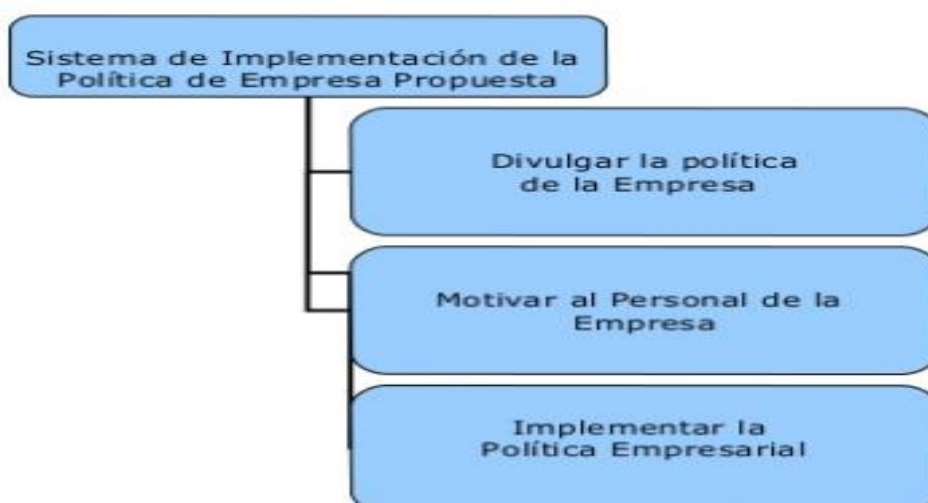 Sistema de Implementación de la
Política de Empresa Propuesta
Divulgar la política
de la Empresa
Motivar al Personal de la
Empresa
Implementar la
Política Empresarial